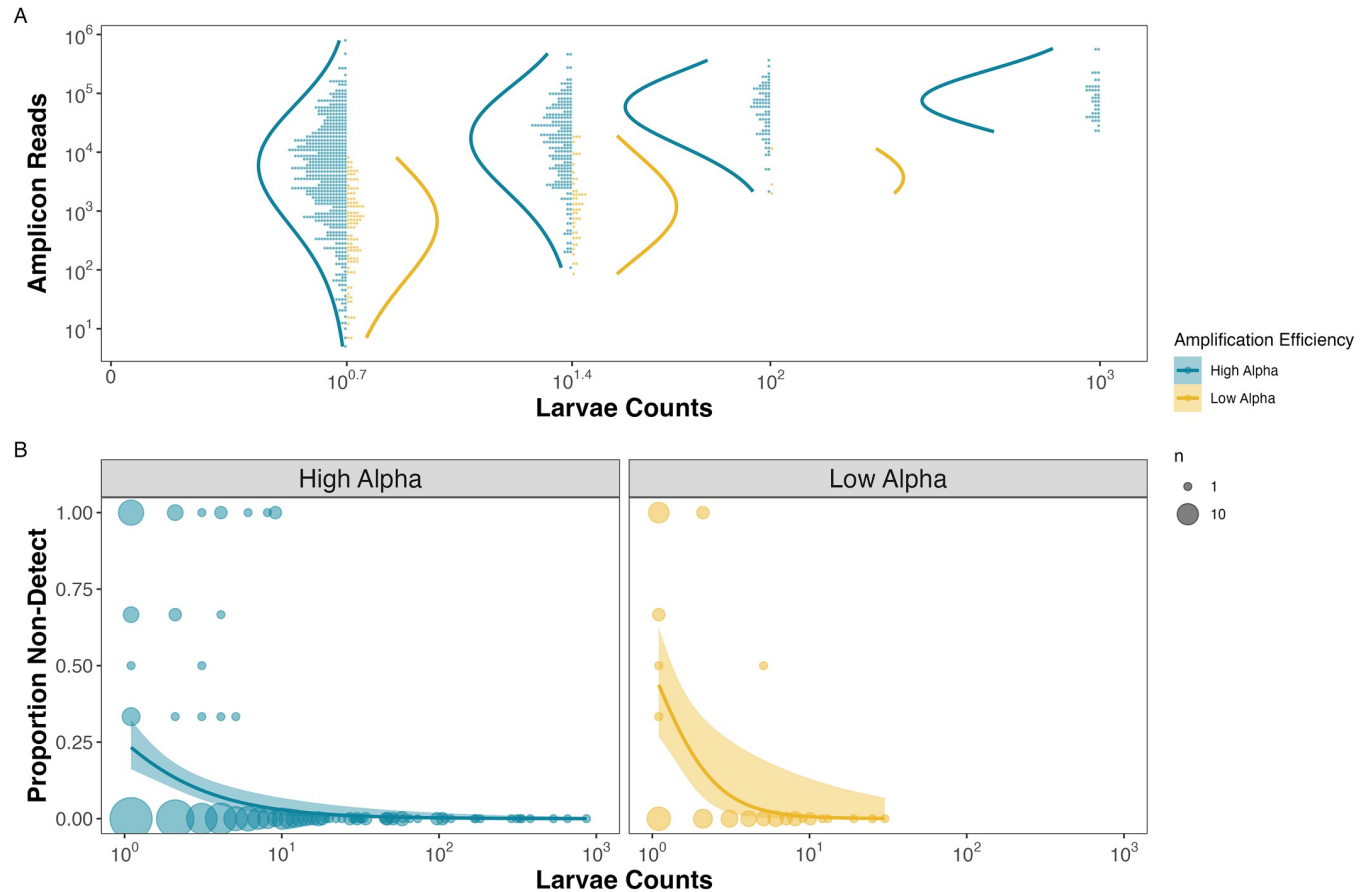 A
Amplicon Reads
10^6
10^5
10^4
10^3
10^2
10^1
0
10^0.7
10^1.4
10^2
10^3
Larvae Counts
Amplification Efficiency
High Alpha
Low Alpha
n
1
10
B
High Alpha
Low Alpha
Proportion Non-Detect
1.00
0.75
0.50
0.25
0.00
10^0
10^1
10^2
10^3
10^0
10^1
10^2
10^3
Larvae Counts